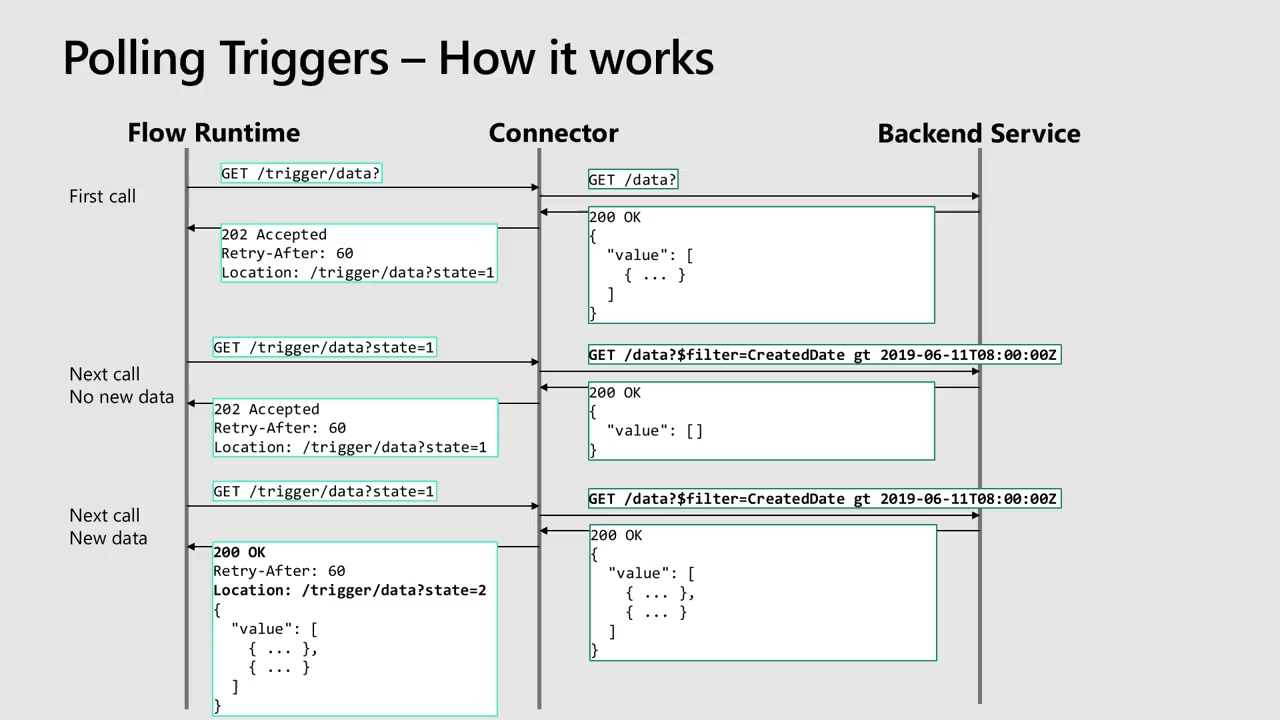 Polling Triggers – How it works
Flow Runtime
Connector
Backend Service
First call
GET /trigger/data?
GET /data?
200 OK
{
  "value": [
    { ... }
  ]
}
202 Accepted
Retry-After: 60
Location: /trigger/data?state=1
Next call
No new data
GET /trigger/data?state=1
GET /data?$filter=CreatedDate gt 2019-06-11T08:00:00Z
200 OK
{
  "value": []
}
202 Accepted
Retry-After: 60
Location: /trigger/data?state=1
Next call
New data
GET /trigger/data?state=1
GET /data?$filter=CreatedDate gt 2019-06-11T08:00:00Z
200 OK
{
  "value": [
    { ... },
    { ... }
  ]
}
200 OK
Retry-After: 60
Location: /trigger/data?state=2
{
  "value": [
    { ... },
    { ... }
  ]
}